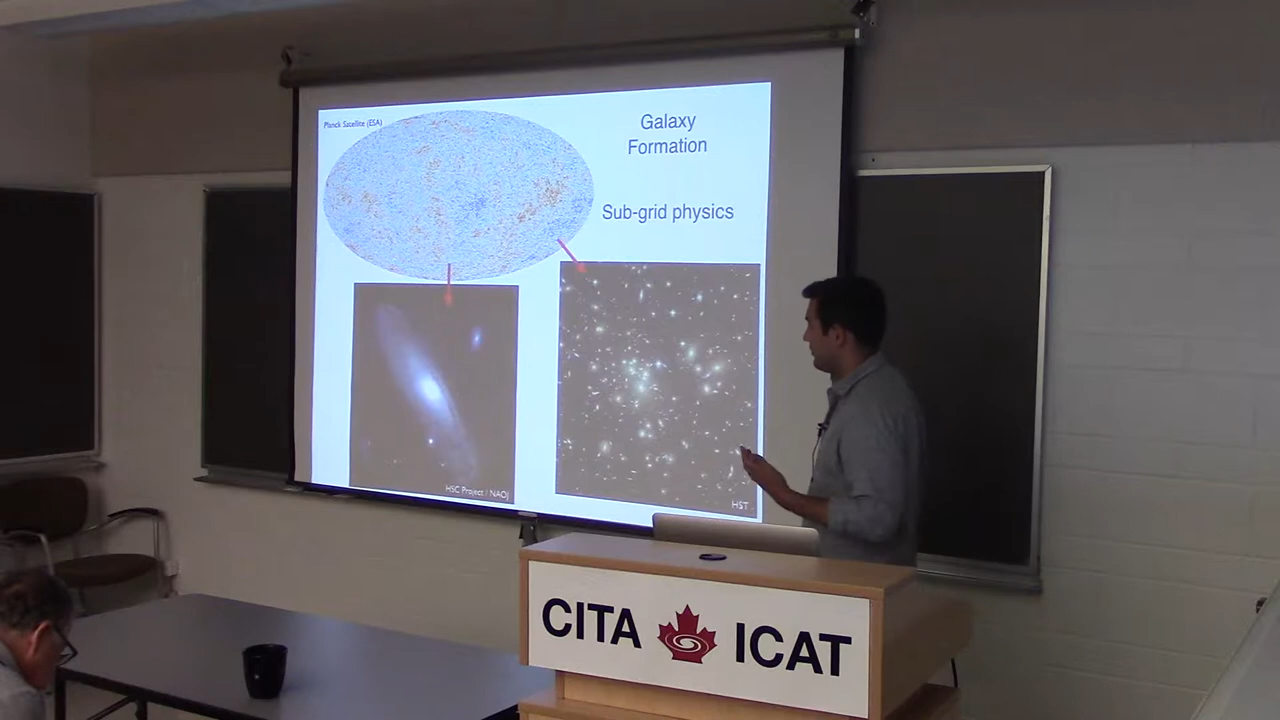 Planck Satellite (ESA)
Galaxy
Formation
Sub-grid physics
HSC Project / NAOJ
HST
CITA ICAT